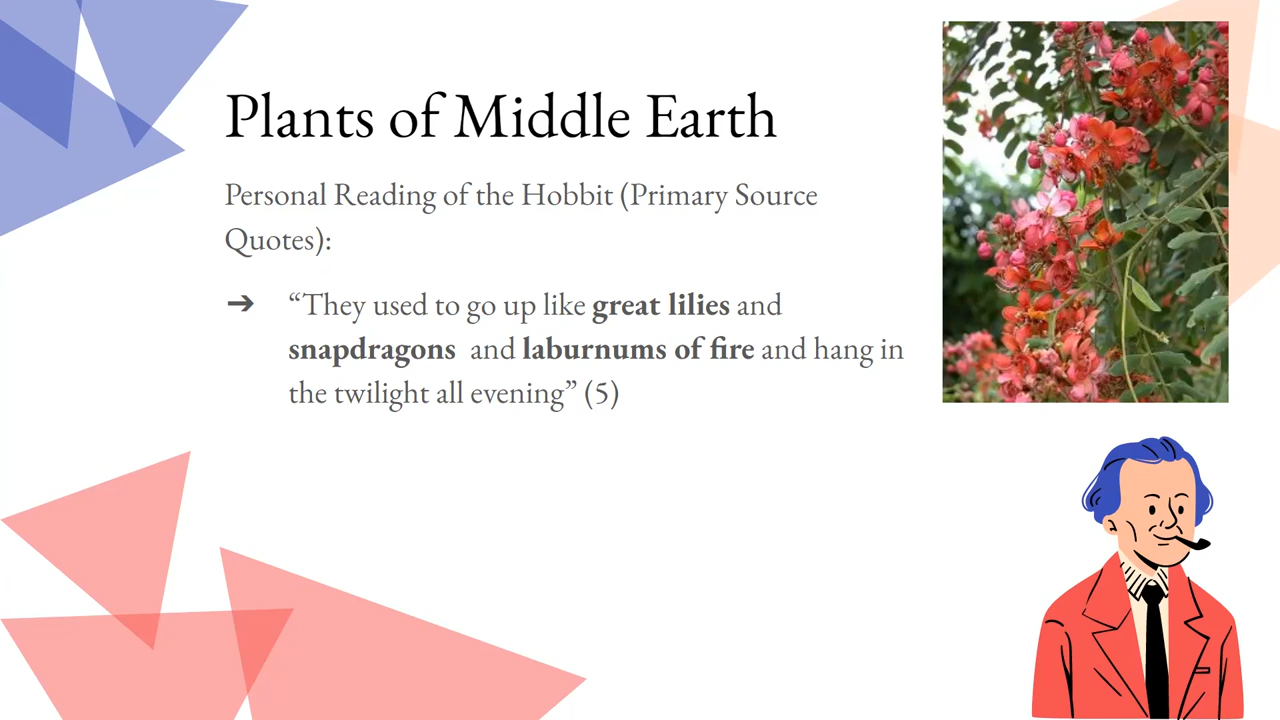 Plants of Middle Earth
Personal Reading of the Hobbit (Primary Source
Quotes):
➔ “They used to go up like great lilies and
snapdragons  and laburnums of fire and hang in
the twilight all evening” (5)